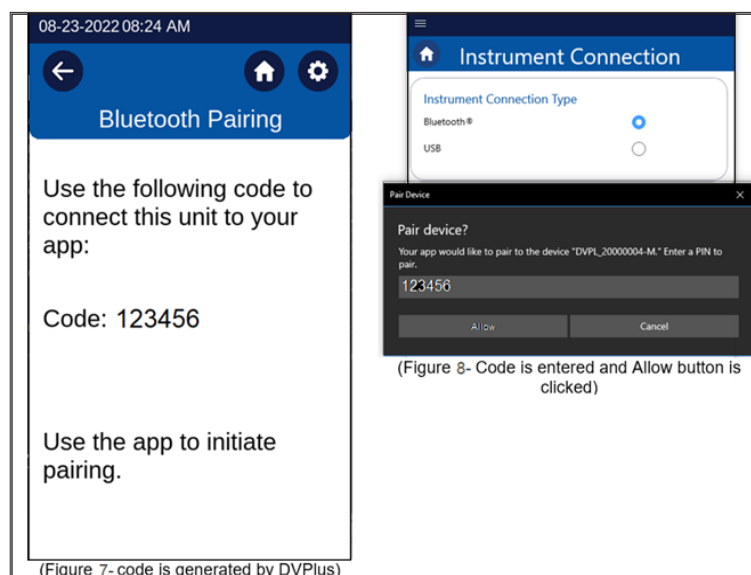 08-23-2022 08:24 AM
Bluetooth Pairing
Use the following code to
connect this unit to your
app:
Code: 123456
Use the app to initiate
pairing.
(Figure 7- code is generated by DVPlus)
Instrument Connection
Instrument Connection Type
Bluetooth®
USB
Pair Device
Pair device?
Your app would like to pair to the device "DVPL_20000004-M." Enter a PIN to
pair.
123456
Allow
Cancel
(Figure 8- Code is entered and Allow button is
clicked)